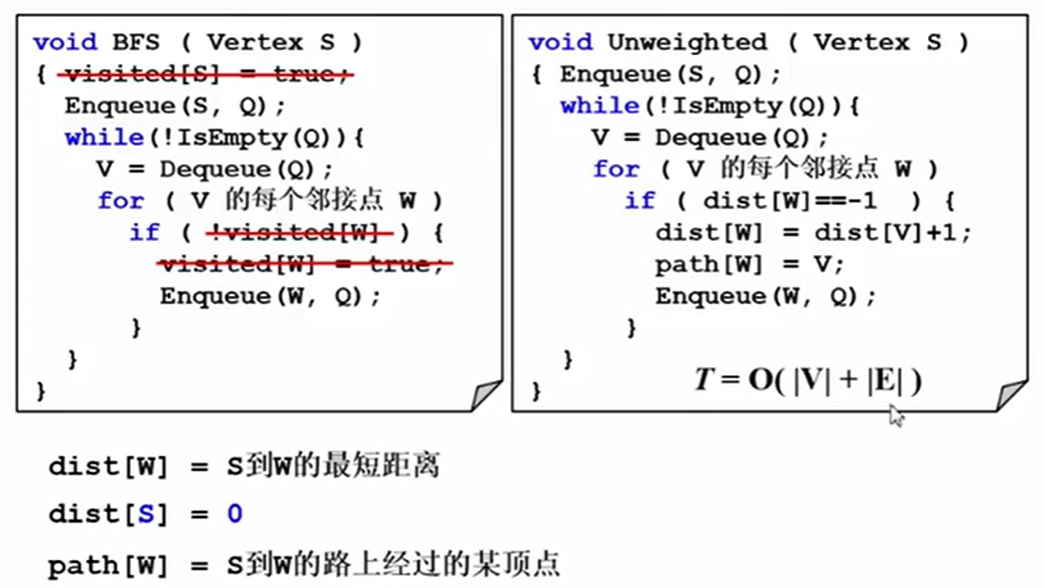 void BFS ( Vertex S )
{ visited[S] = true;
Enqueue(S, Q);
while(!IsEmpty(Q)){
V = Dequeue(Q);
for ( V 的每个邻接点 W )
if ( !visited[W] ) {
visited[W] = true;
Enqueue(W, Q);
}
}
}
void Unweighted ( Vertex S )
{ Enqueue(S, Q);
while(!IsEmpty(Q)){
V = Dequeue(Q);
for ( V 的每个邻接点 W )
if ( dist[W]==-1 ) {
dist[W] = dist[V]+1;
path[W] = V;
Enqueue(W, Q);
}
}
}
T = O( |V| + |E| )
dist[W] = S到W的最短距离
dist[S] = 0
path[W] = S到W的路上经过的某顶点